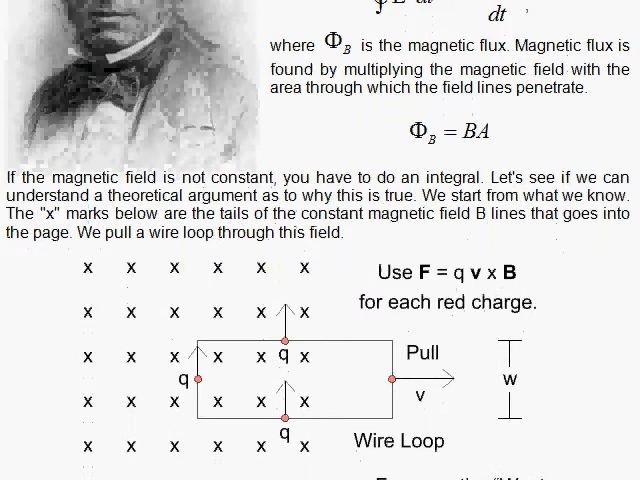 dt ,
where Φ_B is the magnetic flux. Magnetic flux is
found by multiplying the magnetic field with the
area through which the field lines penetrate.
Φ_B = BA
If the magnetic field is not constant, you have to do an integral. Let's see if we can
understand a theoretical argument as to why this is true. We start from what we know.
The "x" marks below are the tails of the constant magnetic field B lines that goes into
the page. We pull a wire loop through this field.
x x x x x x
Use F = q v x B
for each red charge.
x x x x x x
x x x x q x
Pull
q
w
v
x x x x x x
q
x x x x x x
Wire Loop